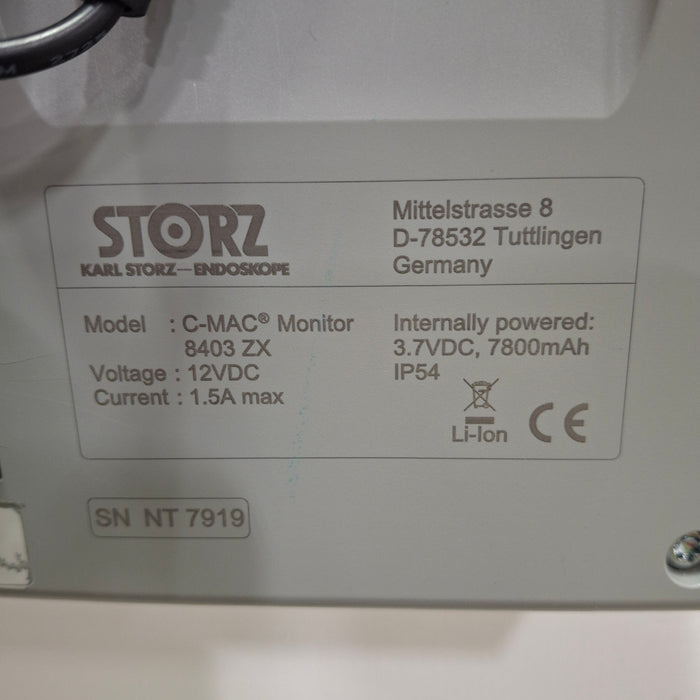 STORZ
KARL STORZ—ENDOSKOPE
Mittelstrasse 8
D-78532 Tuttlingen
Germany
Model : C-MAC® Monitor
8403 ZX
Voltage : 12VDC
Current : 1.5A max
Internally powered:
3.7VDC, 7800mAh
IP54
Li-Ion
CE
SN NT 7919